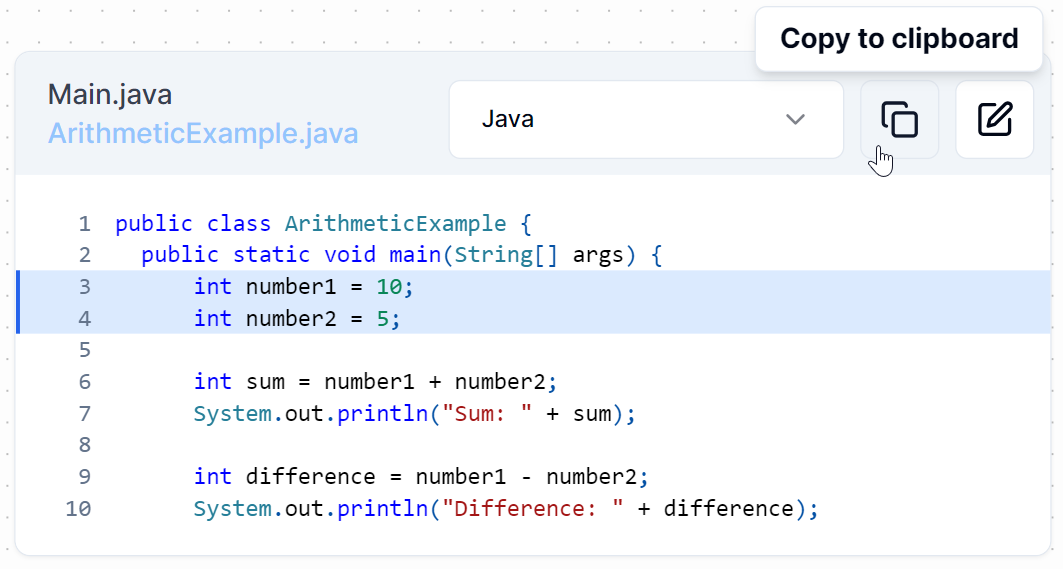 Copy to clipboard
Main.java
ArithmeticExample.java
Java
1 public class ArithmeticExample {
2   public static void main(String[] args) {
3       int number1 = 10;
4       int number2 = 5;
5
6       int sum = number1 + number2;
7       System.out.println("Sum: " + sum);
8
9       int difference = number1 - number2;
10       System.out.println("Difference: " + difference);